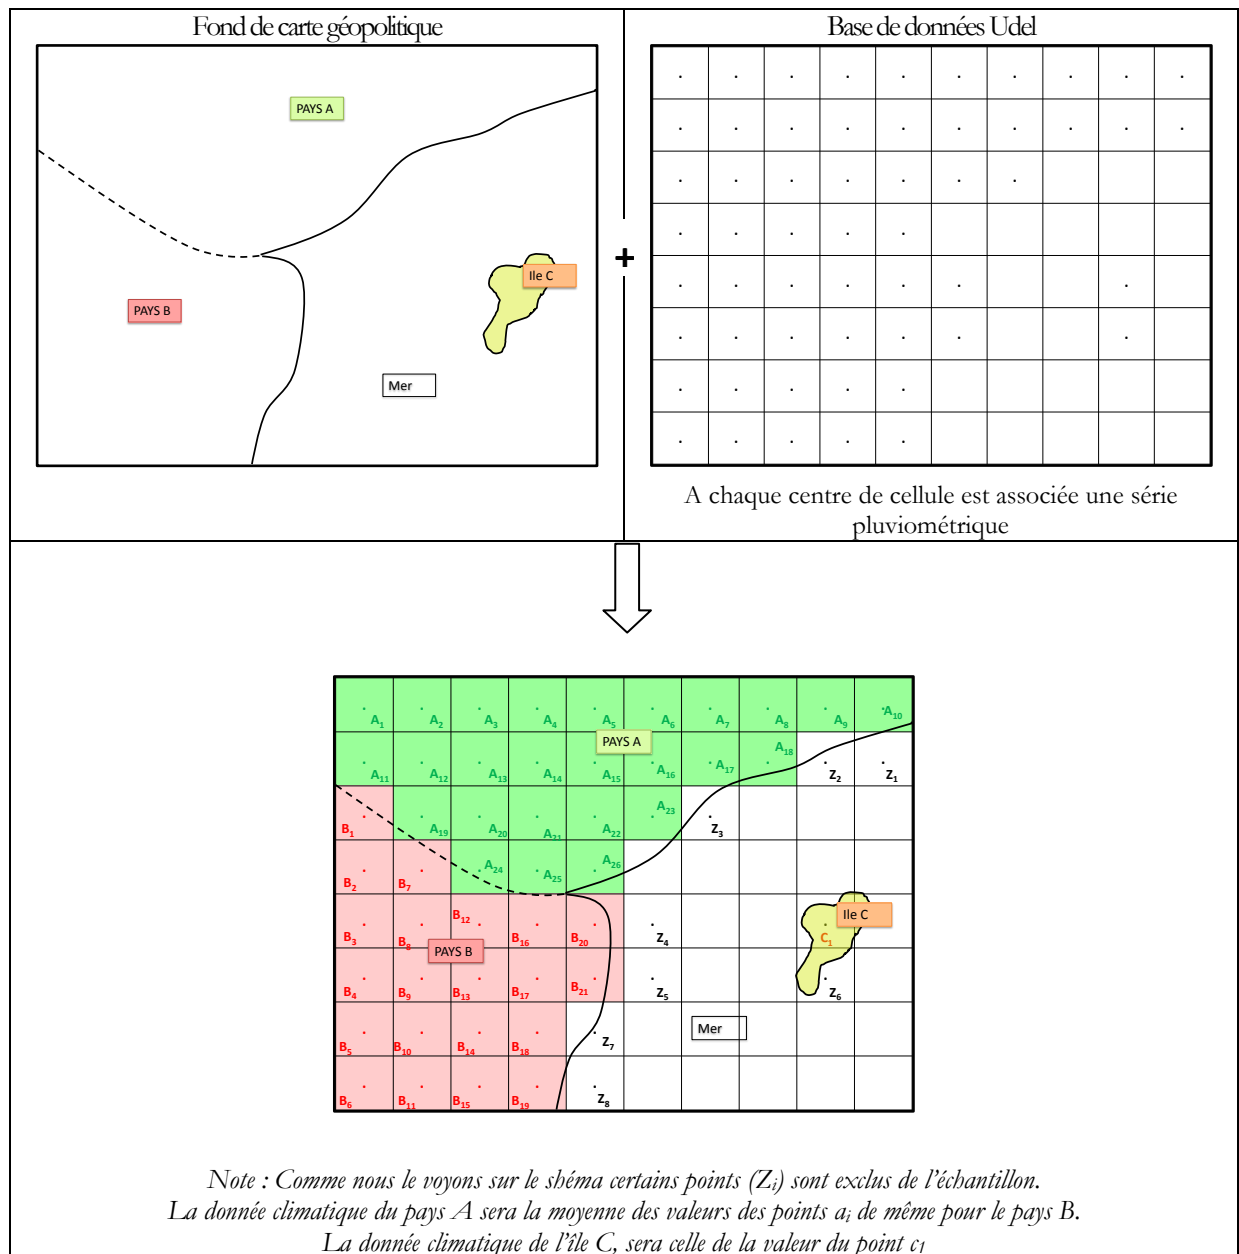 Fond de carte géopolitique
Base de données Udel
PAYS A
Ile C
PAYS B
Mer
+
A chaque centre de cellule est associée une série
pluviométrique
A1 A2 A3 A4 A5 A6 A7 A8 A9 A10
PAYS A
A11 A12 A13 A14 A15 A16 A17 A18 Z2 Z1
B1 A19 A20 A21 A22 A23 Z3
B2 B7 A24 A25 A26
B3 B8 B12 B16 B20 Z4 C1 Ile C
PAYS B
B4 B9 B13 B17 B21 Z5 Z6
B5 B10 B14 B18 Z7 Mer
B6 B11 B15 B19 Z8
Note : Comme nous le voyons sur le shéma certains points (Zi) sont exclus de l'échantillon.
La donnée climatique du pays A sera la moyenne des valeurs des points ai de même pour le pays B.
La donnée climatique de l'île C, sera celle de la valeur du point c1